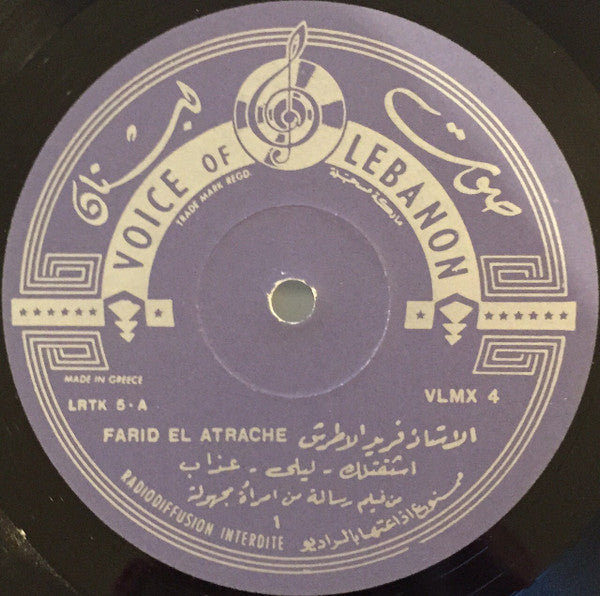 صوت لبنان
VOICE OF LEBANON
TRADE MARK REGD.
ماركة مسجلة
MADE IN GREECE
LRTK 5 · A
VLMX 4
FARID EL ATRACHE الاستاذ فريد الاطرش
اشتقتلك - ليلى - عذاب
من فيلم رسالة من امرأة مجهولة
1
RADIODIFFUSION INTERDITE
ممنوع اذاعتها بالراديو